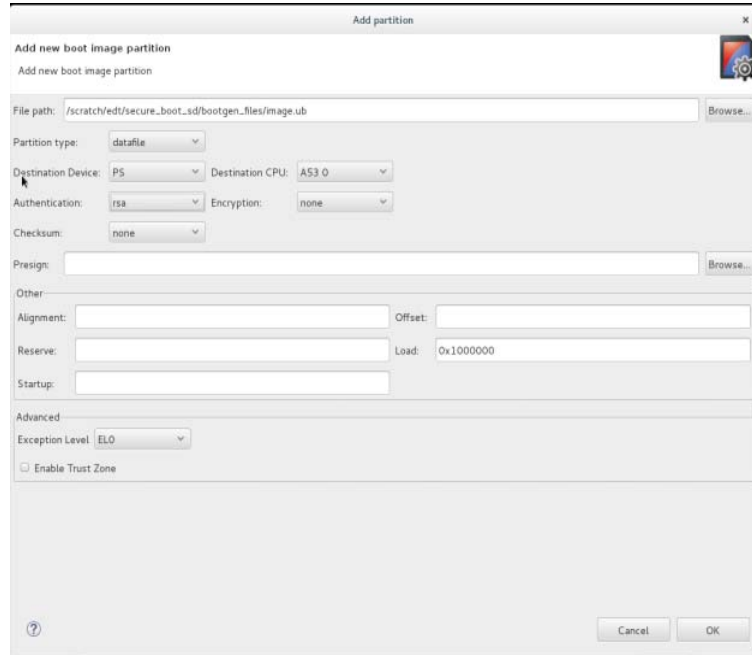 Add partition
Add new boot image partition
Add new boot image partition
File path: /scratch/edt/secure_boot_sd/bootgen_files/image.ub Browse...
Partition type: datafile
Destination Device: PS Destination CPU: A53 0
Authentication: rsa Encryption: none
Checksum: none
Presign: Browse...
Other
Alignment: Offset:
Reserve: Load: 0x1000000
Startup:
Advanced
Exception Level EL0
Enable Trust Zone
Cancel OK